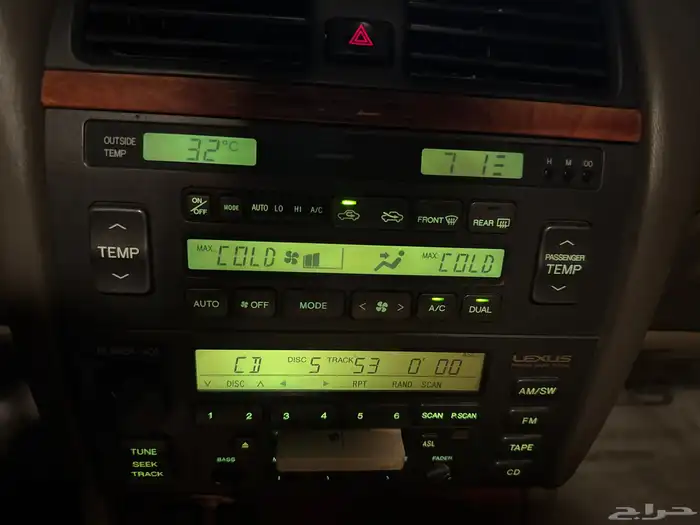 OUTSIDE TEMP
32°C
H M :00
ON/OFF MODE AUTO LO HI A/C FRONT REAR
TEMP
MAX. COLD MAX. COLD
PASSENGER TEMP
AUTO OFF MODE < > A/C DUAL
CD DISC 5 TRACK 53 0' 00
DISC RPT RAND SCAN
LEXUS
AM/SW
1 2 3 4 5 6 SCAN P.SCAN
FM
ASL
TUNE
SEEK
TRACK
BASS
FADER
TAPE
CD
حراج